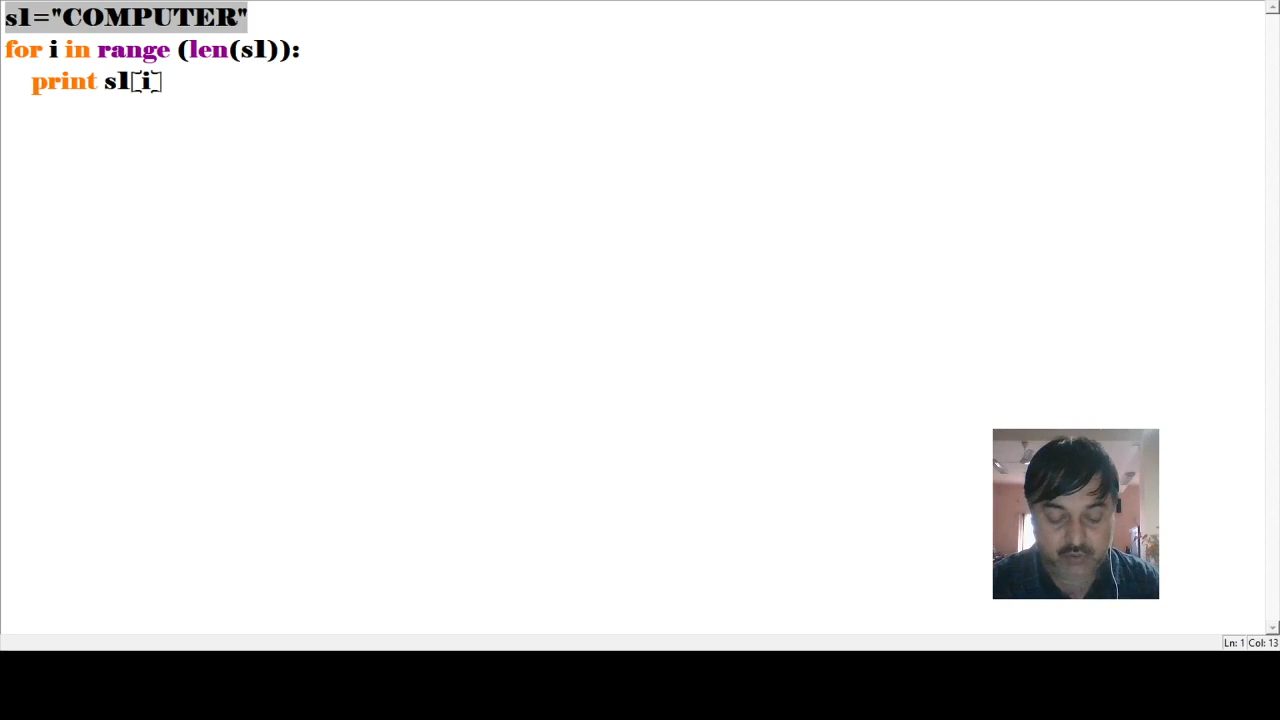 s1="COMPUTER"
for i in range (len(s1)):
    print s1[i]
Ln: 1 Col: 13